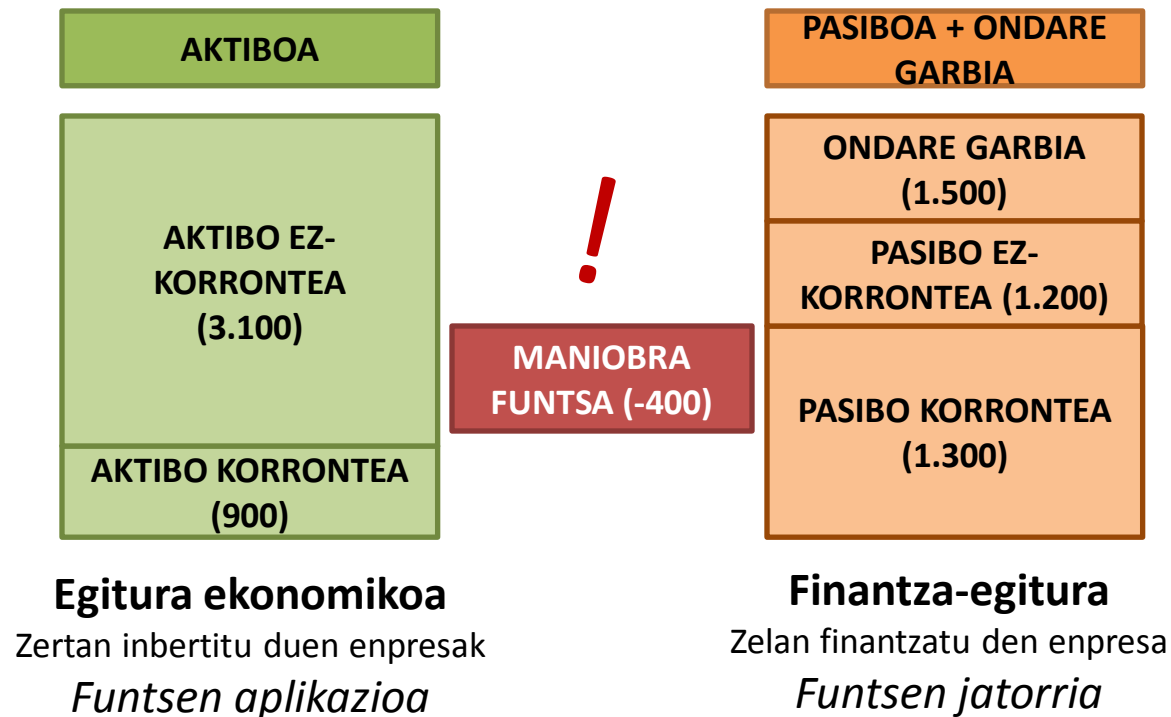 AKTIBOA
AKTIBO EZ-
KORRONTEA
(3.100)
AKTIBO KORRONTEA
(900)
Egitura ekonomikoa
Zertan inbertitu duen enpresak
Funtsen aplikazioa
!
MANIOBRA
FUNTSA (-400)
PASIBOA + ONDARE
GARBIA
ONDARE GARBIA
(1.500)
PASIBO EZ-
KORRONTEA (1.200)
PASIBO KORRONTEA
(1.300)
Finantza-egitura
Zelan finantzatu den enpresa
Funtsen jatorria